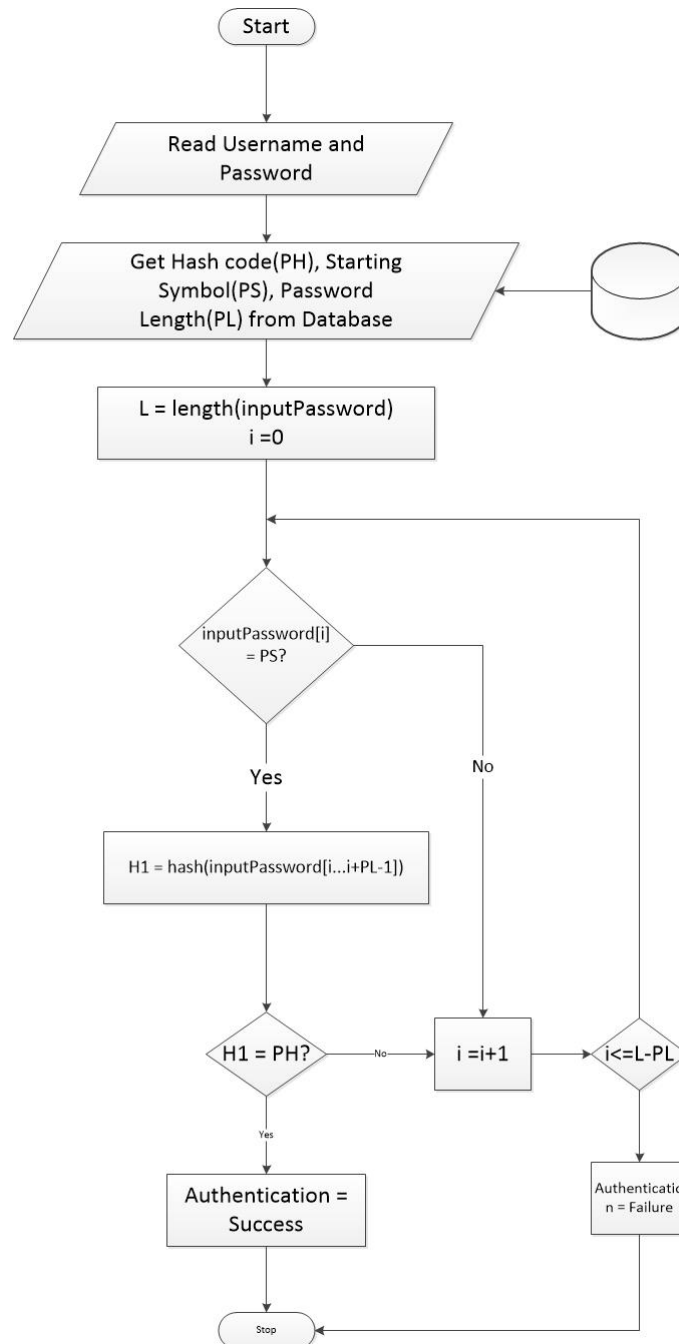 Start
Read Username and
Password
Get Hash code(PH), Starting
Symbol(PS), Password
Length(PL) from Database
L = length(inputPassword)
i =0
inputPassword[i]
= PS?
Yes
No
H1 = hash(inputPassword[i...i+PL-1])
H1 = PH?
No
i =i+1
i<=L-PL
Yes
Authentication =
Success
Authenticatio
n = Failure
Stop